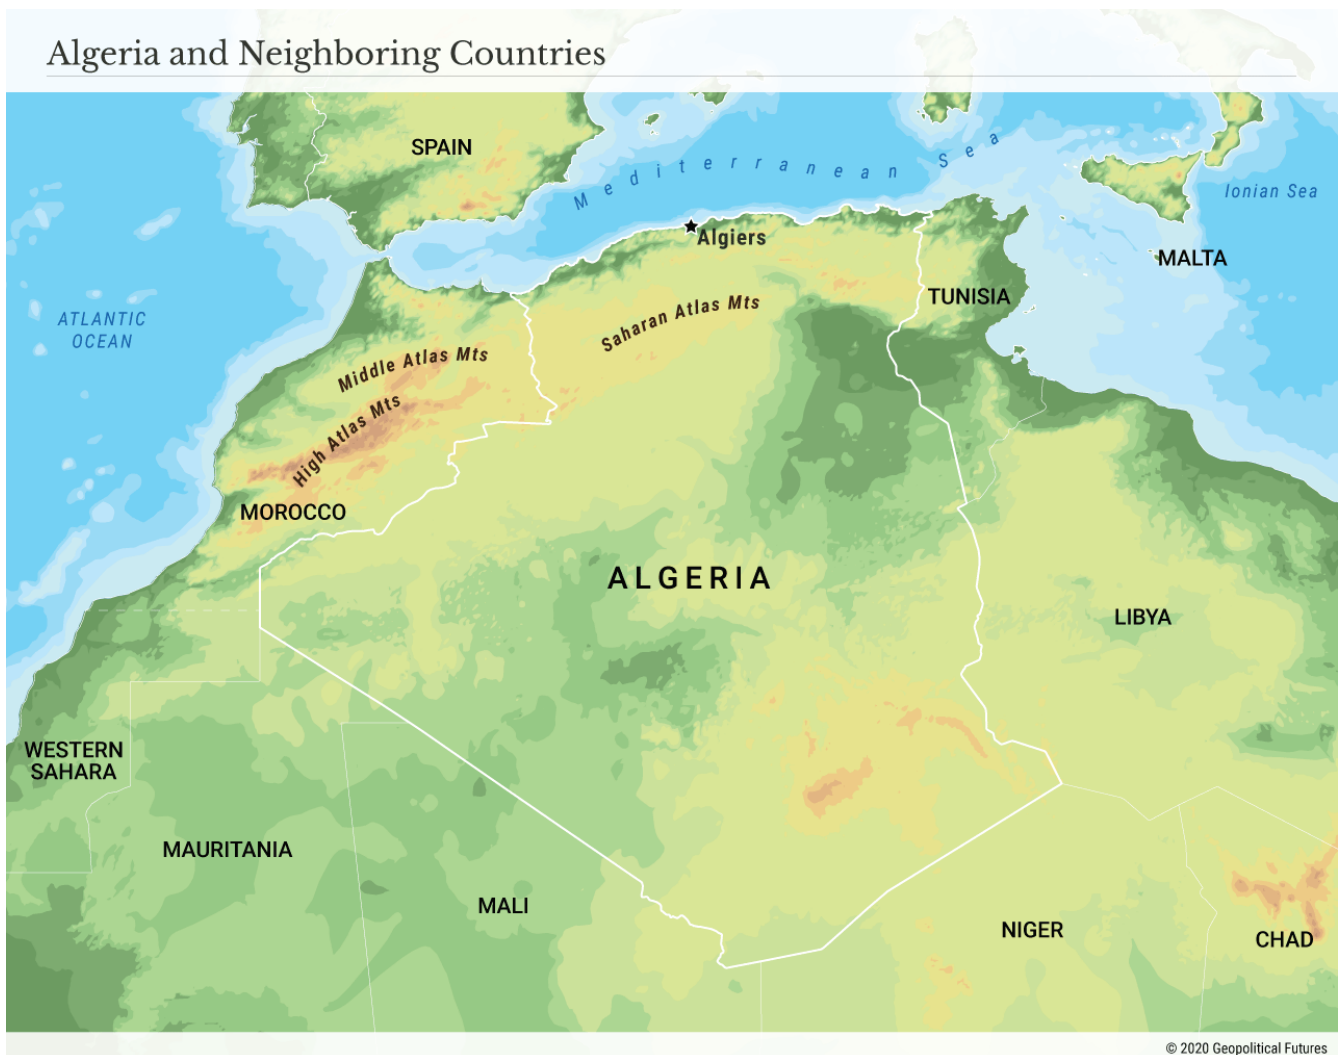 Algeria and Neighboring Countries
SPAIN
Mediterranean Sea
Ionian Sea
Algiers
MALTA
TUNISIA
ATLANTIC
OCEAN
Saharan Atlas Mts
Middle Atlas Mts
High Atlas Mts
MOROCCO
ALGERIA
LIBYA
WESTERN
SAHARA
MAURITANIA
MALI
NIGER
CHAD
© 2020 Geopolitical Futures